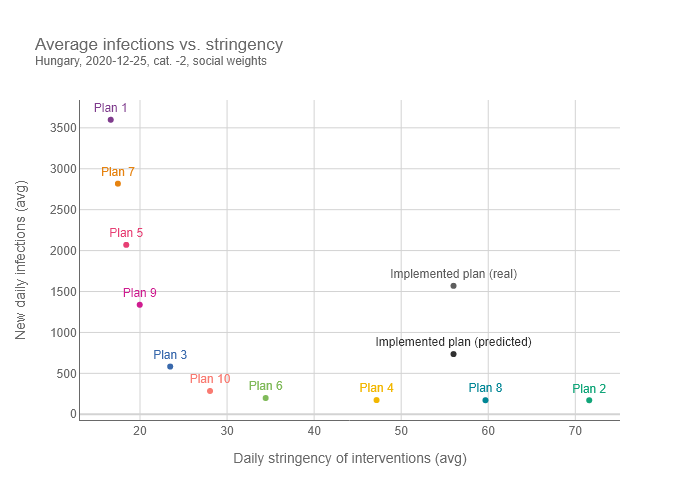 Average infections vs. stringency
Hungary, 2020-12-25, cat. -2, social weights
Plan 1
3500
3000
Plan 7
2500
Plan 5
2000
Implemented plan (real)
1500
Plan 9
1000
Implemented plan (predicted)
Plan 3
500
Plan 10
Plan 6
Plan 4
Plan 8
Plan 2
0
20
30
40
50
60
70
New daily infections (avg)
Daily stringency of interventions (avg)